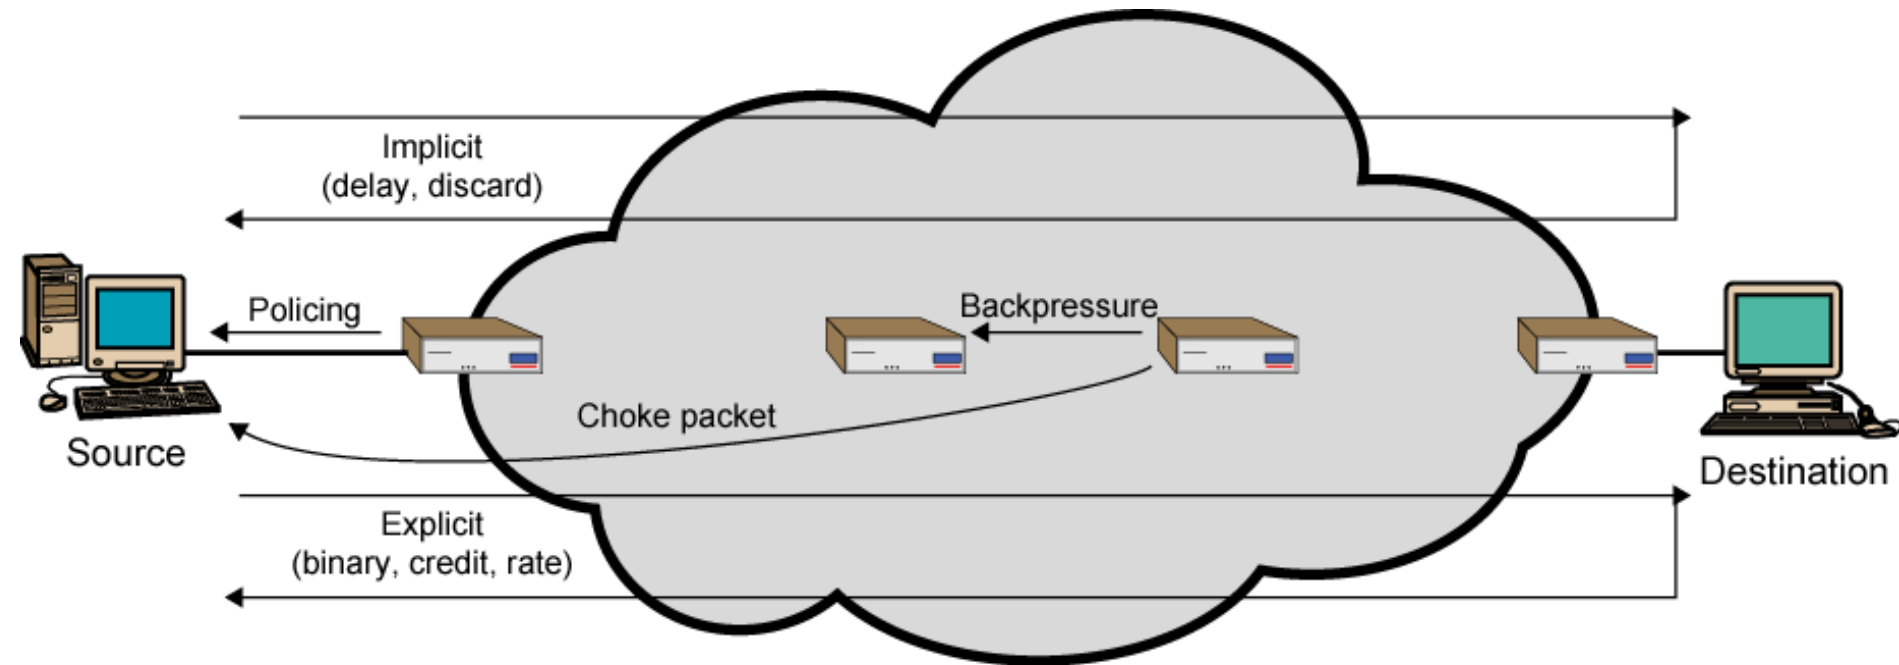 Implicit
(delay, discard)
Policing
Backpressure
Choke packet
Source
Destination
Explicit
(binary, credit, rate)